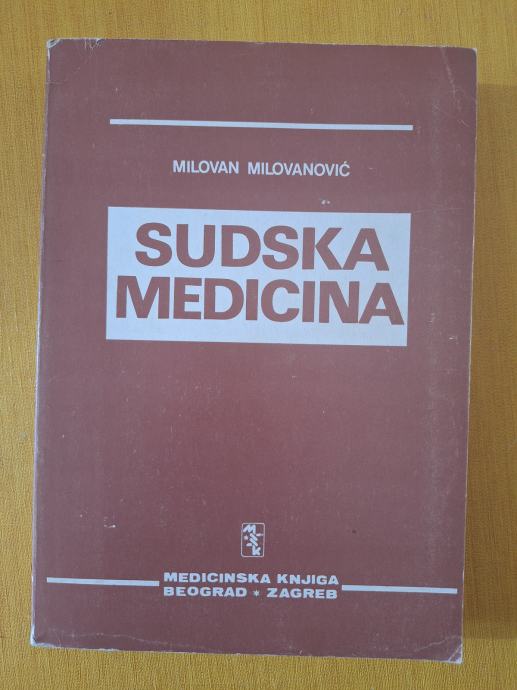 MILOVAN MILOVANOVIĆ
SUDSKA
MEDICINA
MEDICINSKA KNJIGA
BEOGRAD * ZAGREB